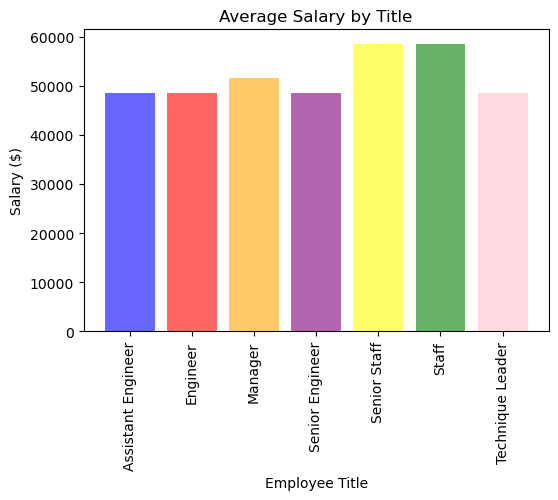 Average Salary by Title
Salary ($)
60000
50000
40000
30000
20000
10000
0
Assistant Engineer
Engineer
Manager
Senior Engineer
Senior Staff
Staff
Technique Leader
Employee Title